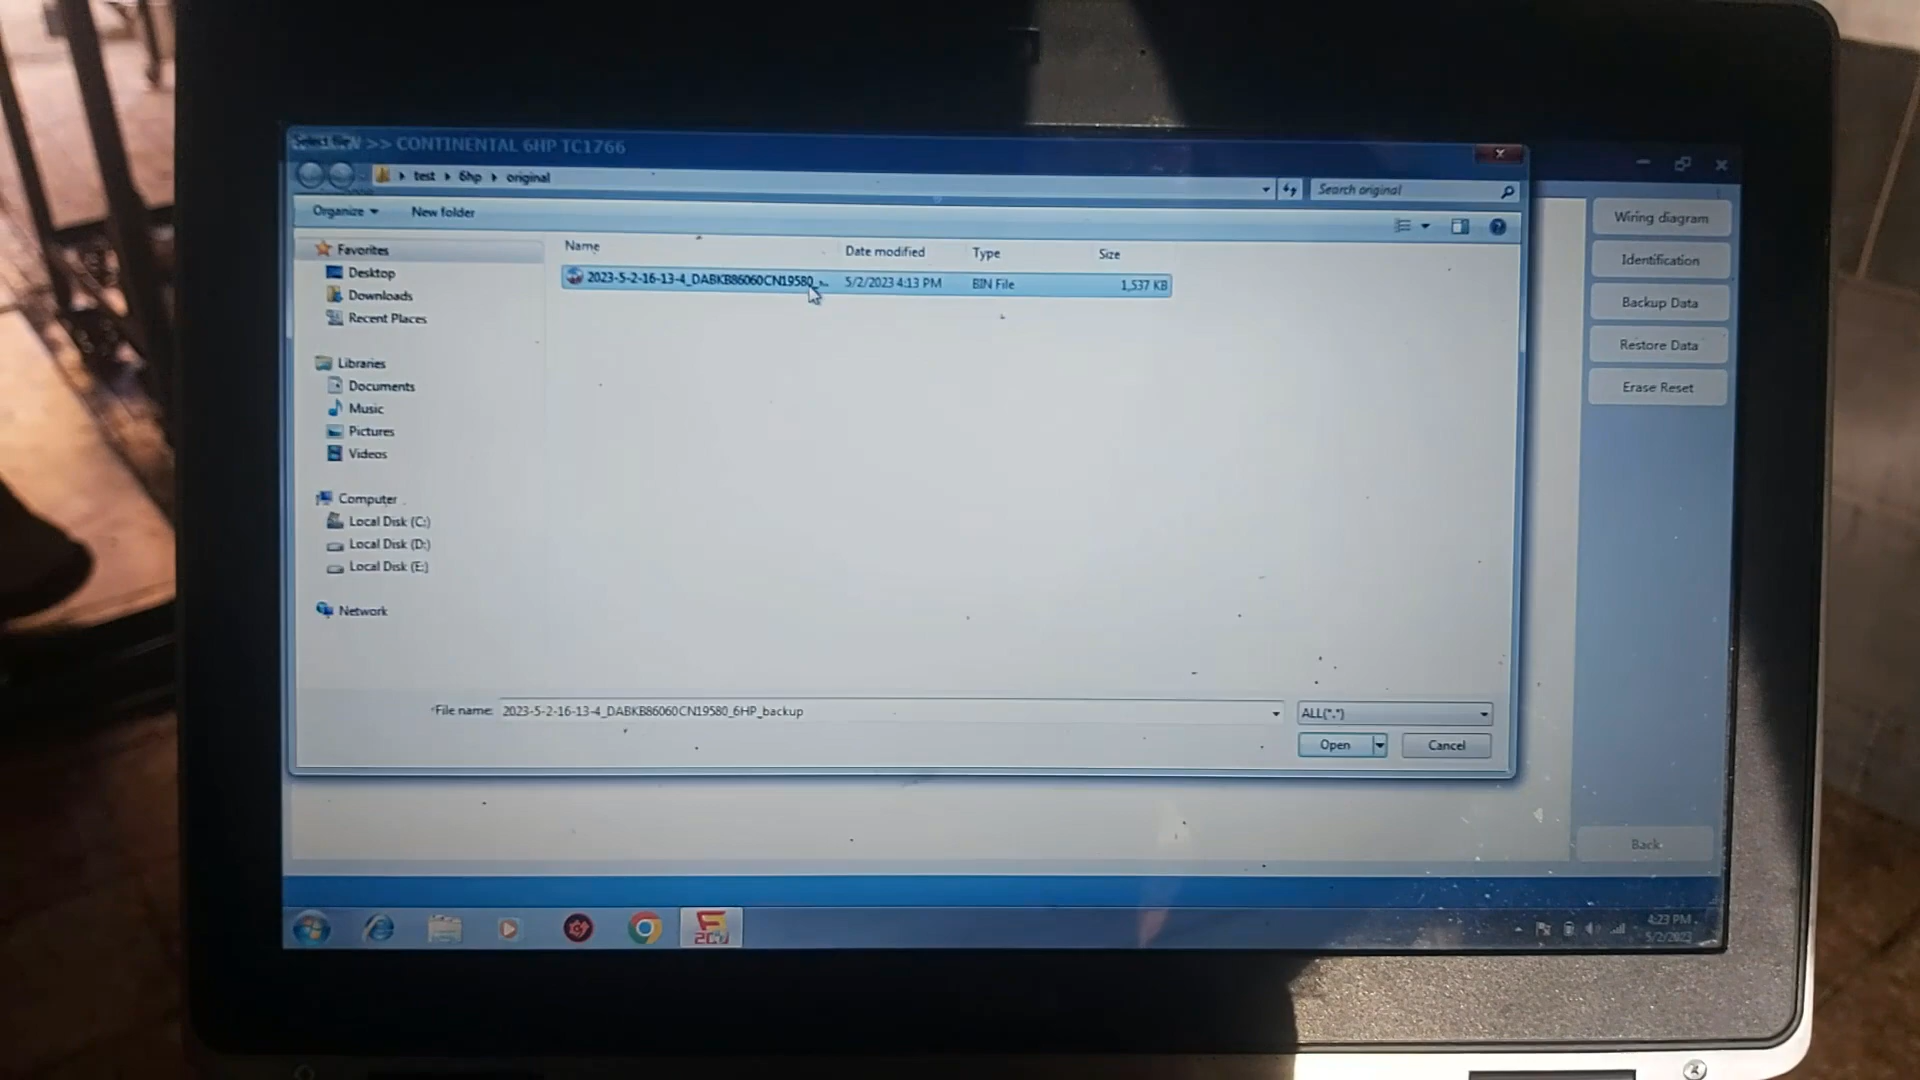 >> CONTINENTAL 6HP TC1766
test 6hp original
Search original
Organize New folder
Name Date modified Type Size
2023-5-2-16-13-4_DABKB86060CN19580_... 5/2/2023 4:13 PM BIN File 1,537 KB
Favorites
Desktop
Downloads
Recent Places
Libraries
Documents
Music
Pictures
Videos
Computer
Local Disk (C:)
Local Disk (D:)
Local Disk (E:)
Network
File name: 2023-5-2-16-13-4_DABKB86060CN19580_6HP_backup
ALL(*.*)
Open Cancel
Wiring diagram
Identification
Backup Data
Restore Data
Erase Reset
Back
4:23 PM
5/2/2023